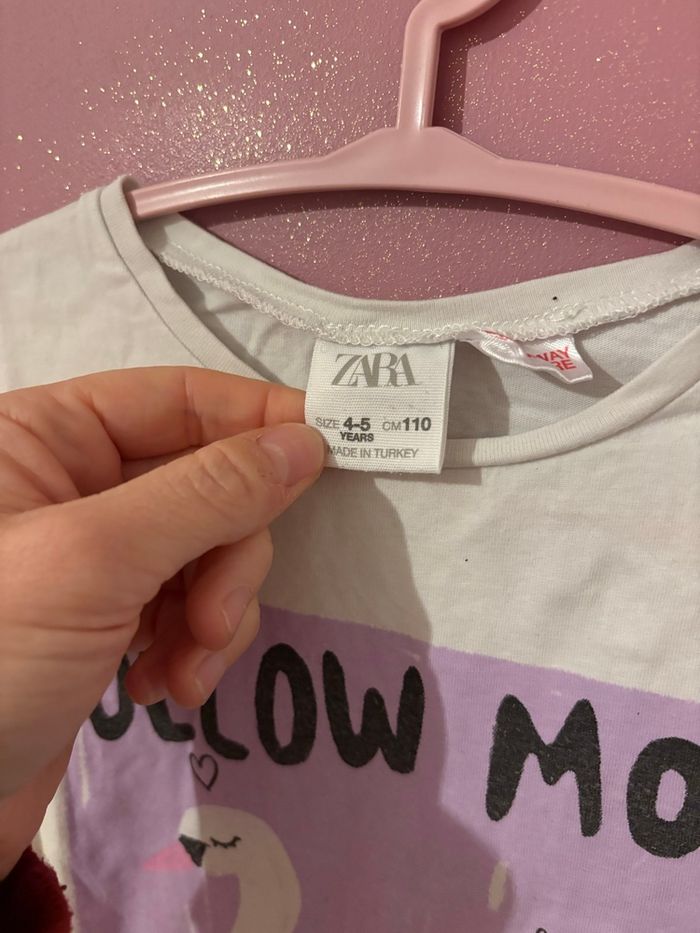 ZARA
SIZE 4-5 CM 110
YEARS
MADE IN TURKEY
LLOW MO